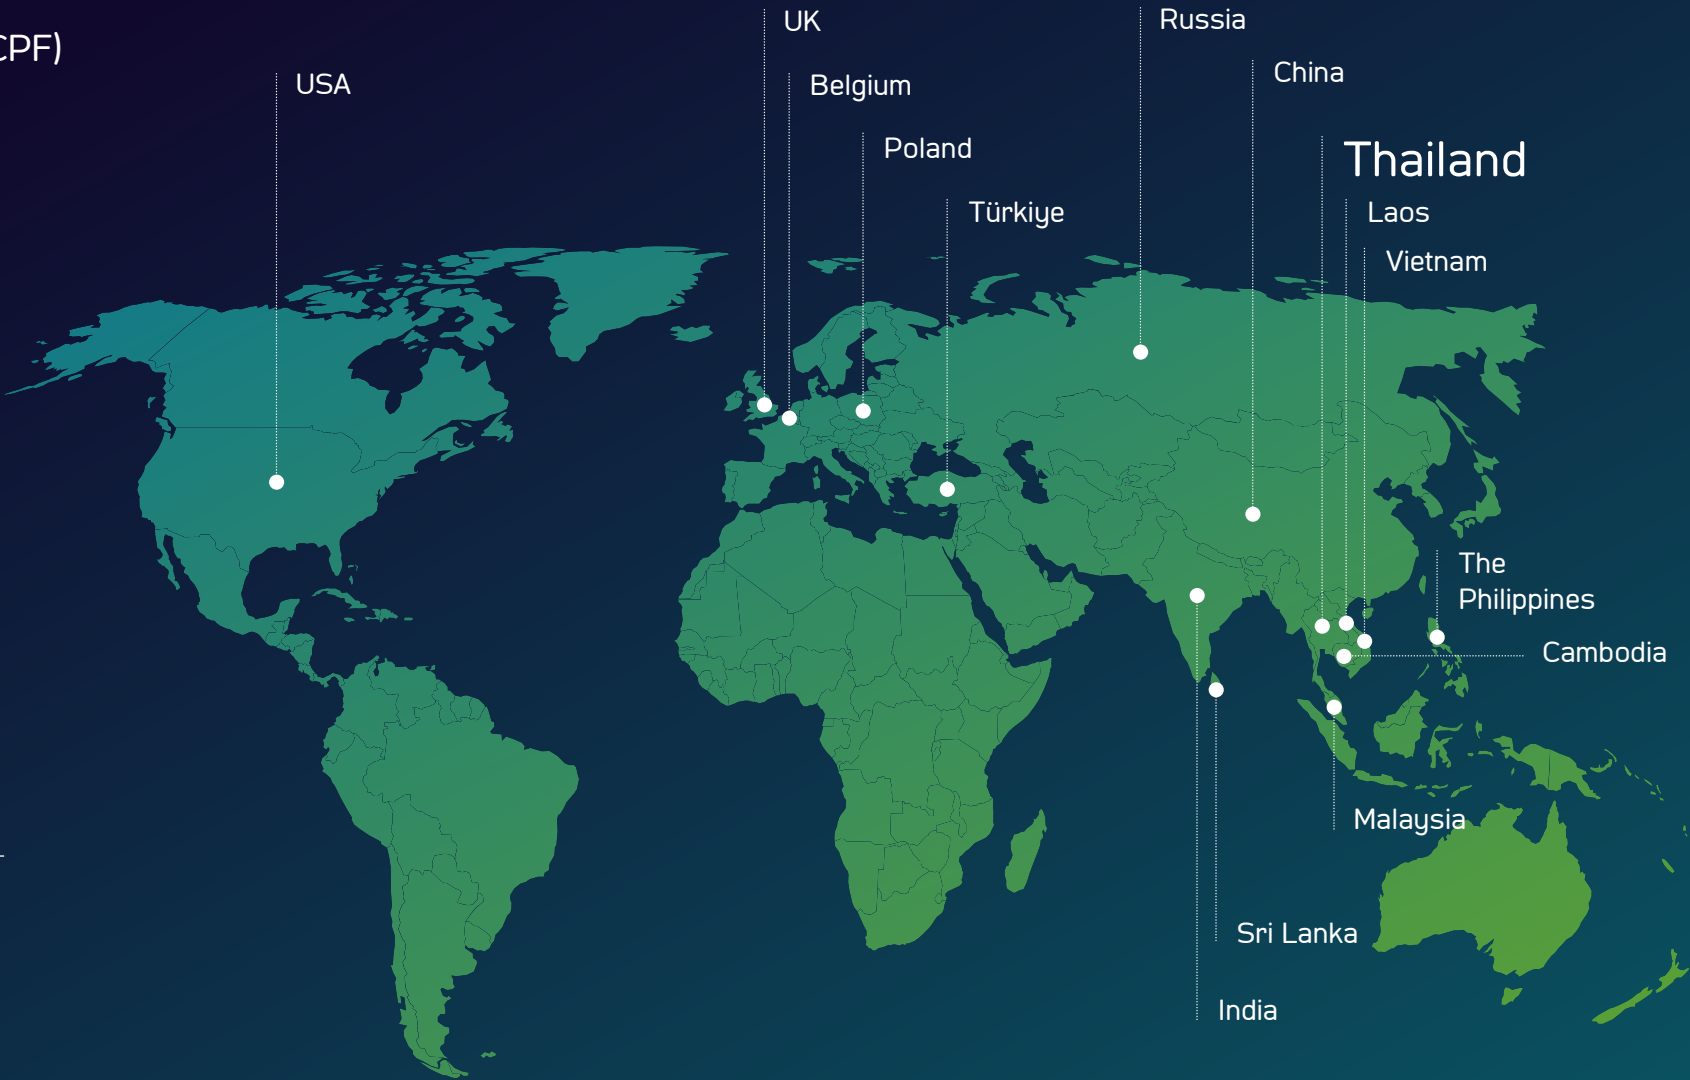 CPF)
USA
UK
Belgium
Poland
Türkiye
Russia
China
Thailand
Laos
Vietnam
The
Philippines
Cambodia
Malaysia
Sri Lanka
India